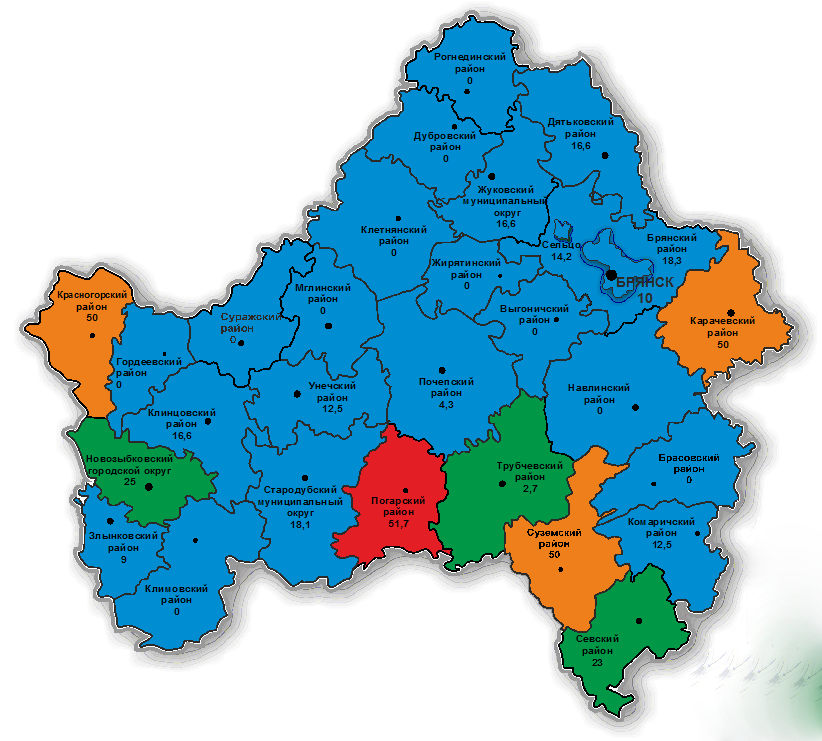 Рогнединский
район
0
Дубровский
район
0
Дятьковский
район
16,6
Жуковский
муниципальный
округ
16,6
Клетнянский
район
0
Сельцо
14,2
Брянский
район
18,3
Жирятинский
район
0
БРЯНСК
10
Красногорский
район
50
Мглинский
район
0
Суражский
район
0
Выгоничский
район
0
Карачевский
район
50
Гордеевский
район
0
Унечский
район
12,5
Почепский
район
4,3
Навлинский
район
0
Клинцовский
район
16,6
Новозыбковский
городской округ
25
Стародубский
муниципальный
округ
18,1
Погарский
район
51,7
Трубчевский
район
2,7
Брасовский
район
0
Злынковский
район
9
Суземский
район
50
Комаричский
район
12,5
Климовский
район
0
Севский
район
23